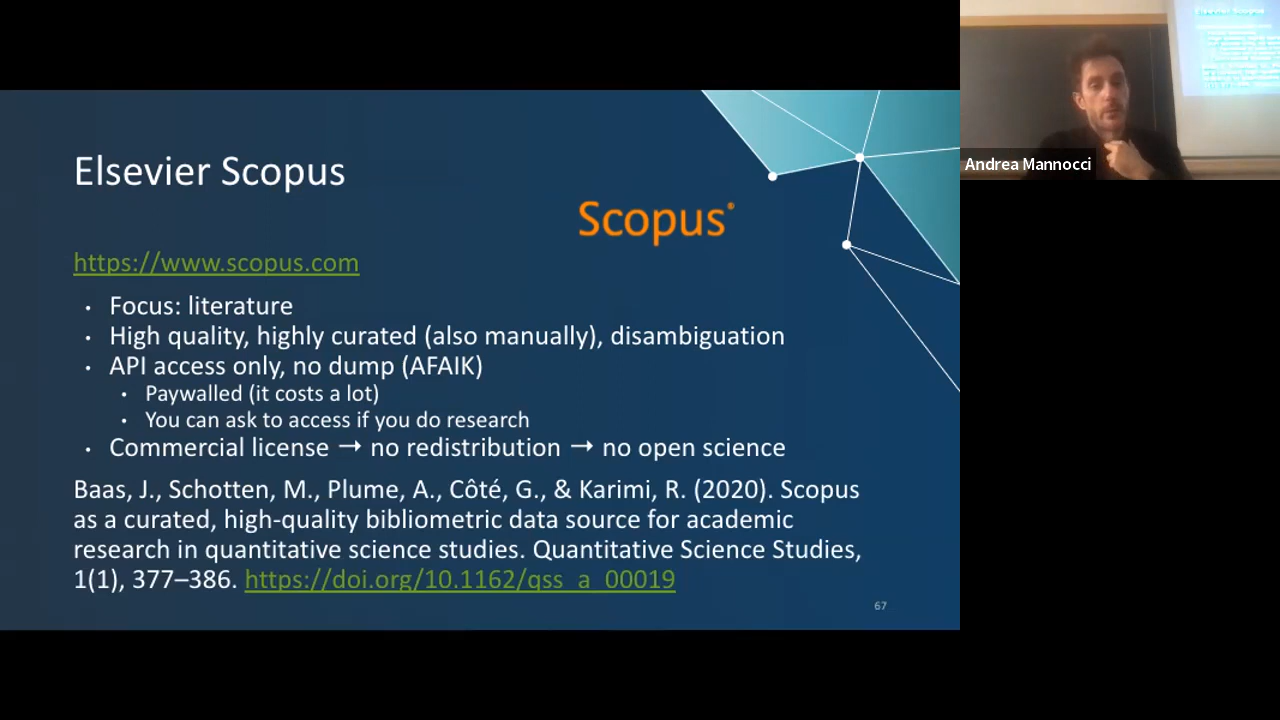 Elsevier Scopus
Scopus®
https://www.scopus.com
• Focus: literature
• High quality, highly curated (also manually), disambiguation
• API access only, no dump (AFAIK)
• Paywalled (it costs a lot)
• You can ask to access if you do research
• Commercial license → no redistribution → no open science
Baas, J., Schotten, M., Plume, A., Côté, G., & Karimi, R. (2020). Scopus
as a curated, high-quality bibliometric data source for academic
research in quantitative science studies. Quantitative Science Studies,
1(1), 377–386. https://doi.org/10.1162/qss_a_00019
67
Elsevier Scopus
Andrea Mannocci